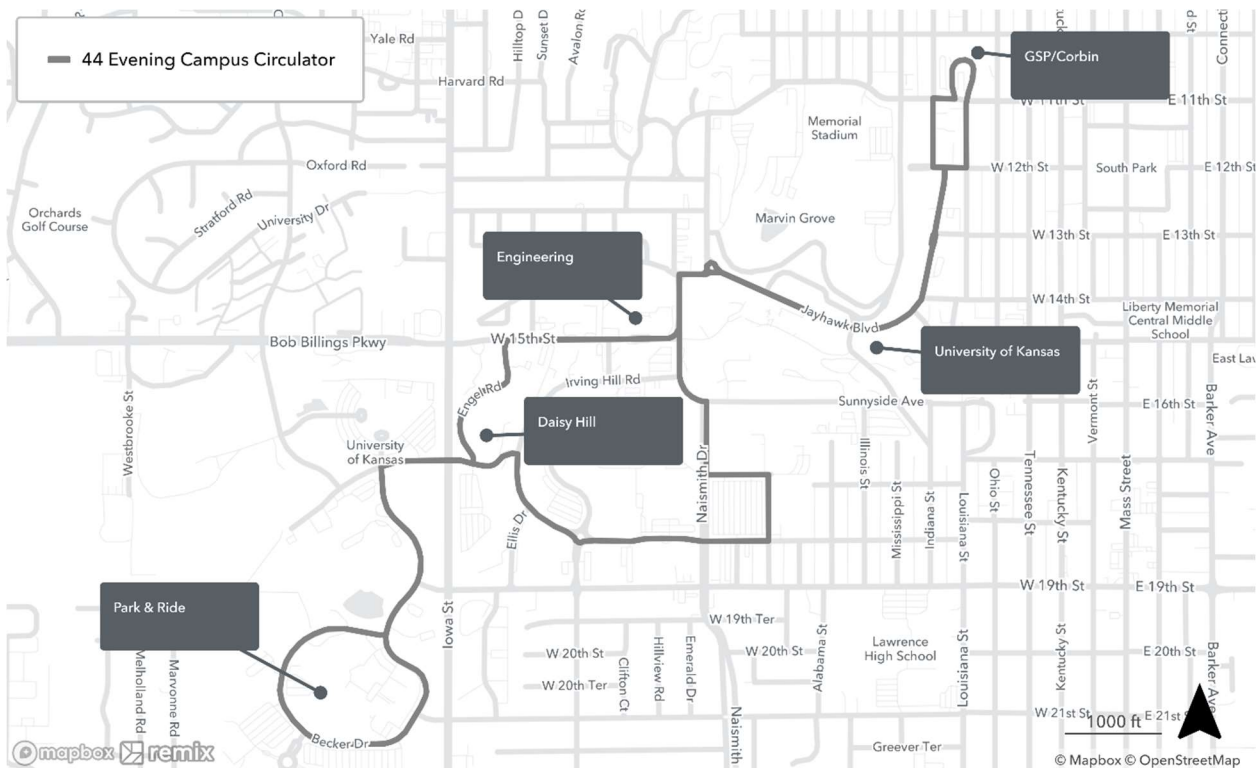 44 Evening Campus Circulator
Yale Rd
Hilltop D
Sunset D
Avalon Rd
Harvard Rd
GSP/Corbin
Connecti
W 11th St
E 11th St
Memorial
Stadium
Oxford Rd
W 12th St
South Park
E 12th St
Stratford Rd
University Dr
Orchards
Golf Course
Marvin Grove
W 13th St
E 13th St
Engineering
W 14th St
Jayhawk Blvd
Liberty Memorial
Central Middle
School
Bob Billings Pkwy
W 15th St
University of Kansas
East La
Irving Hill Rd
Engel Rd
Sunnyside Ave
Vermont St
E 16th St
Barker Ave
Westbrooke St
Daisy Hill
University
of Kansas
Naismith Dr
Illinois St
Mississippi St
Indiana St
Louisiana St
Ohio St
Tennessee St
Kentucky St
Mass Street
Ellis Dr
W 19th St
E 19th St
Park & Ride
Iowa St
W 19th Ter
W 20th St
W 20th St
W 20th Ter
Clifton Ct
Hillview Rd
Emerald Dr
Alabama St
Lawrence
High School
Louisiana St
Kentucky St
E 20th St
Barker Ave
Melholland Rd
Marvonne Rd
Naismith
W 21st St
E 21st
1000 ft
Becker Dr
Greever Ter
mapbox remix
© Mapbox © OpenStreetMap